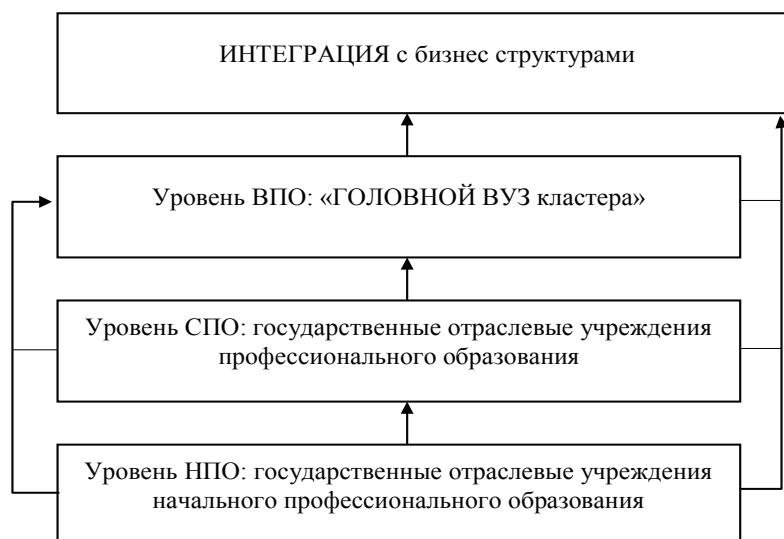 ИНТЕГРАЦИЯ с бизнес структурами
Уровень ВПО: «ГОЛОВНОЙ ВУЗ кластера»
Уровень СПО: государственные отраслевые учреждения
профессионального образования
Уровень НПО: государственные отраслевые учреждения
начального профессионального образования